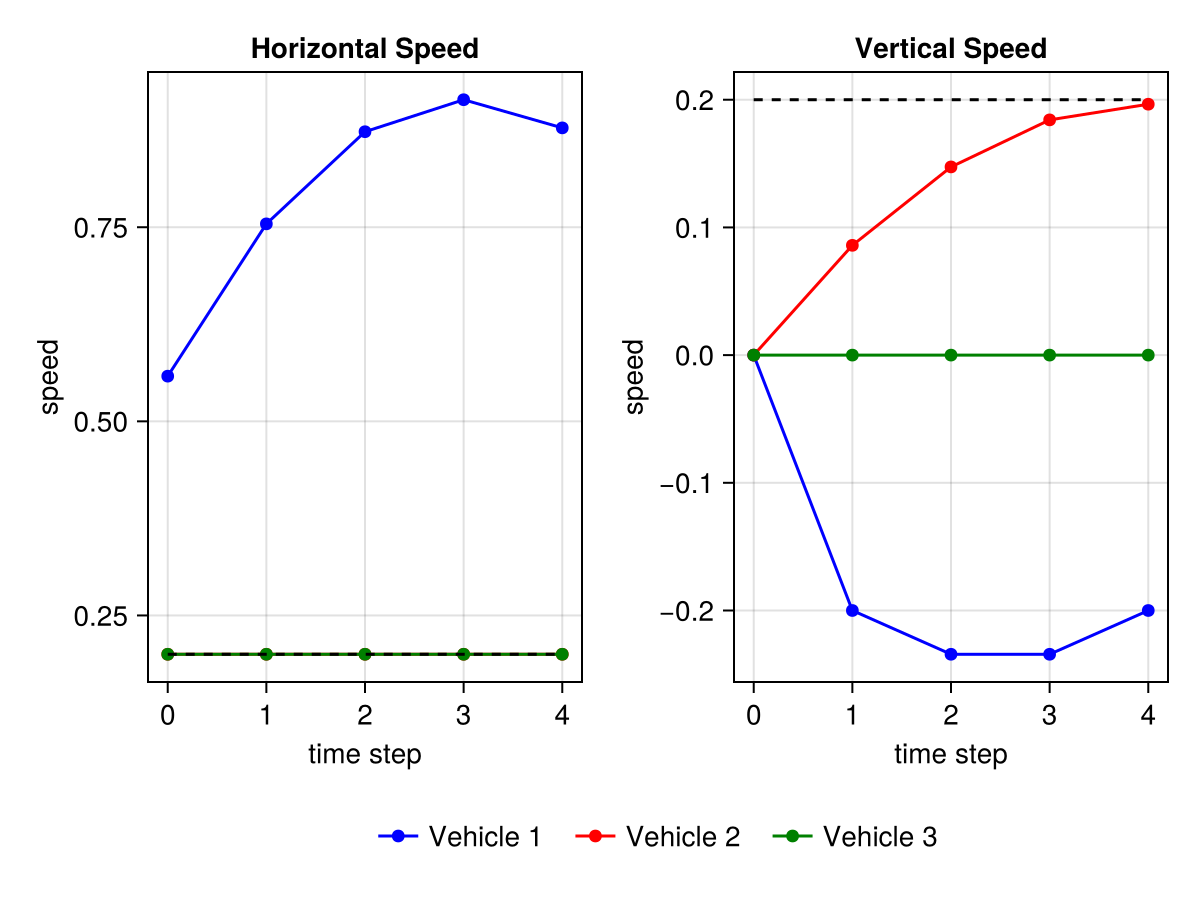 Horizontal Speed
speed
0.75
0.50
0.25
0
1
2
3
4
time step
Vertical Speed
speed
0.2
0.1
0.0
−0.1
−0.2
0
1
2
3
4
time step
Vehicle 1
Vehicle 2
Vehicle 3